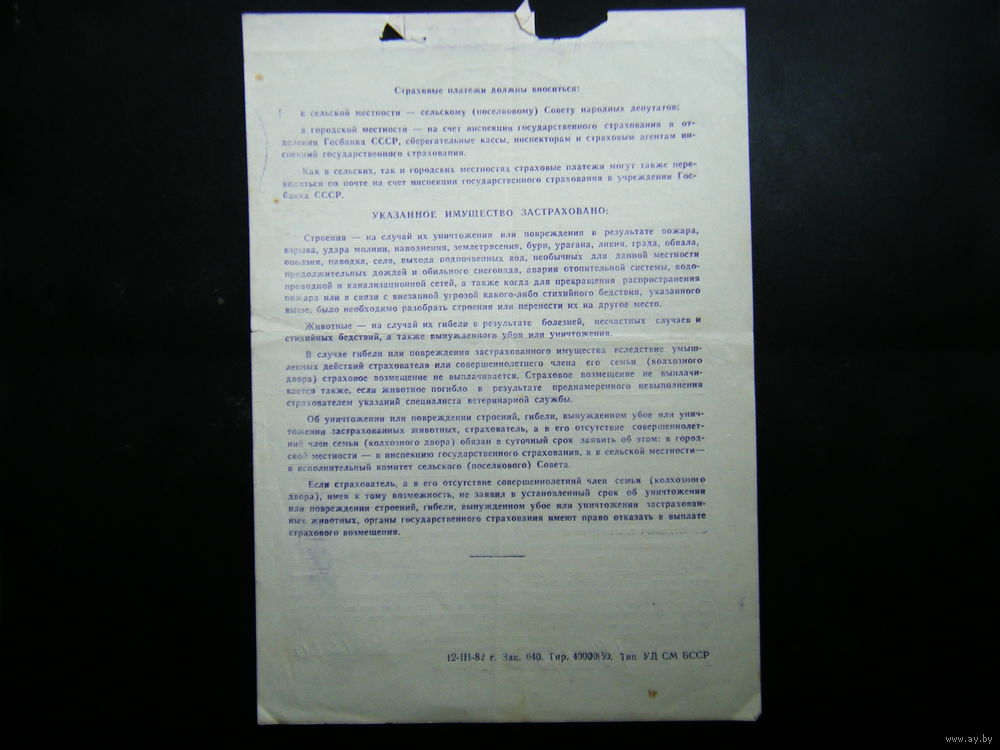 Страховые платежи должны вноситься:
в сельской местности — сельскому (поселковому) Совету народных депутатов;
в городской местности — на счет инспекции государственного страхования в от-
делении Госбанка СССР, сберегательные кассы, инспекторам и страховым агентам ин-
спекций государственного страхования.
Как в сельских, так и городских местностях страховые платежи могут также пере-
водиться по почте на счет инспекции государственного страхования в учреждении Гос-
банка СССР.
УКАЗАННОЕ ИМУЩЕСТВО ЗАСТРАХОВАНО:
Строения — на случай их уничтожения или повреждения в результате пожара,
взрыва, удара молнии, наводнения, землетрясения, бури, урагана, ливня, града, обвала,
оползня, паводка, селя, выхода подпочвенных вод, необычных для данной местности
продолжительных дождей и обильного снегопада, аварии отопительной системы, водо-
проводной и канализационной сетей, а также когда для прекращения распространения
пожара или в связи с внезапной угрозой какого-либо стихийного бедствия, указанного
выше, было необходимо разобрать строения или перенести их на другое место.
Животные — на случай их гибели в результате болезней, несчастных случаев и
стихийных бедствий, а также вынужденного убоя или уничтожения.
В случае гибели или повреждения застрахованного имущества вследствие умыш-
ленных действий страхователя или совершеннолетнего члена его семьи (колхозного
двора) страховое возмещение не выплачивается. Страховое возмещение не выплачи-
вается также, если животное погибло в результате преднамеренного невыполнения
страхователем указаний специалиста ветеринарной службы.
Об уничтожении или повреждении строений, гибели, вынужденном убое или унич-
тожении застрахованных животных, страхователь, а в его отсутствие совершеннолет-
ний член семьи (колхозного двора) обязан в суточный срок заявить об этом: в город-
ской местности — в инспекцию государственного страхования, а в сельской местности—
в исполнительный комитет сельского (поселкового) Совета.
Если страхователь, а в его отсутствие совершеннолетний член семьи (колхозного
двора), имея к тому возможность, не заявил в установленный срок об уничтожении
или повреждении строений, гибели, вынужденном убое или уничтожении застрахован-
ных животных, органы государственного страхования имеют право отказать в выплате
страхового возмещения.
12-III-82 г. Зак. 640. Тир. 40000150. Тип. УД СМ БССР
www.ay.by